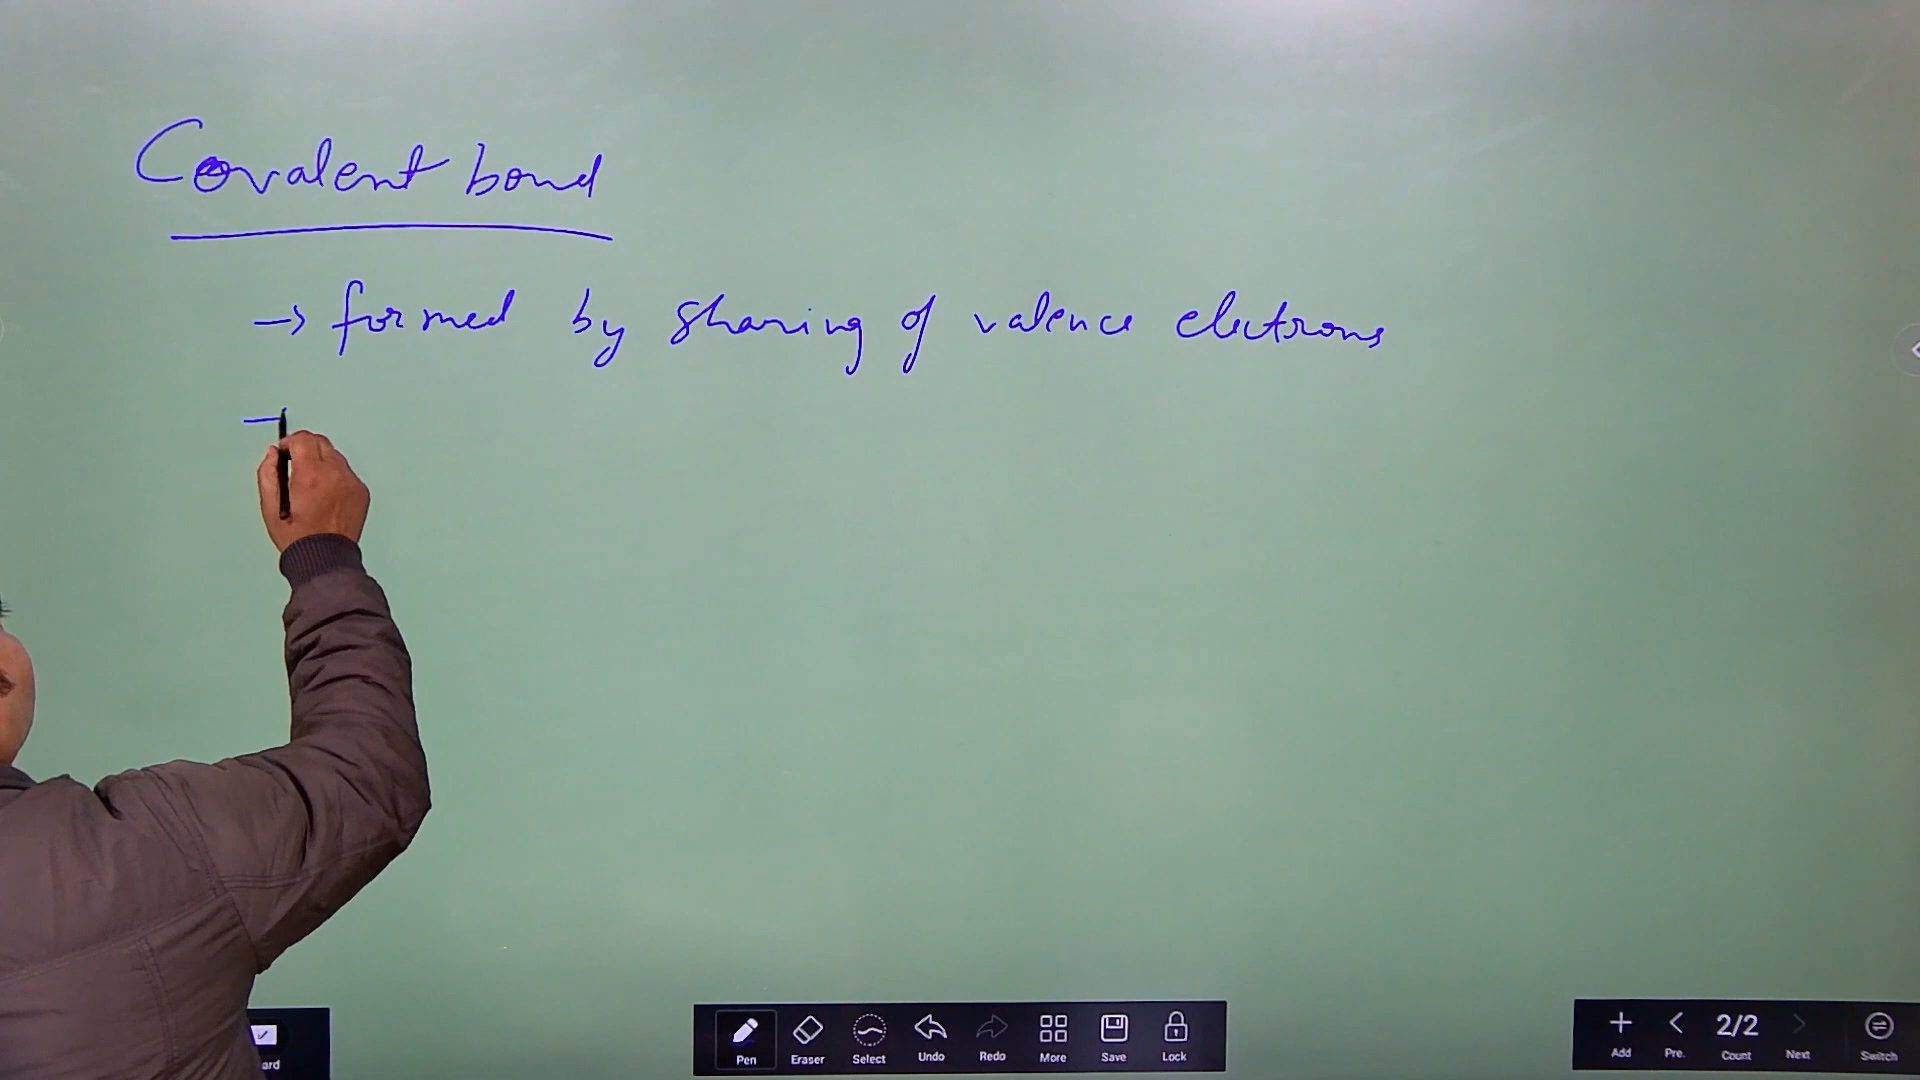 Covalent bond
→ formed by sharing of valence electrons
ard
Pen Eraser Select Undo Redo More Save Lock
Add Pre. 2/2 Count Next Switch